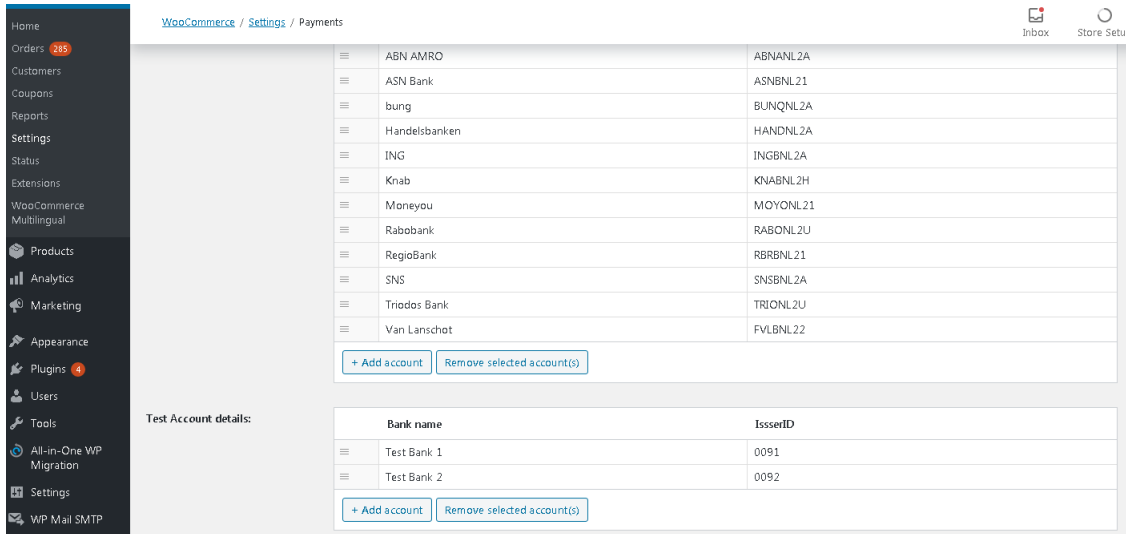 WooCommerce / Settings / Payments
Inbox
Store Setu
Home
Orders 285
Customers
Coupons
Reports
Settings
Status
Extensions
WooCommerce
Multilingual
Products
Analytics
Marketing
Appearance
Plugins 4
Users
Tools
All-in-One WP
Migration
Settings
WP Mail SMTP
ABN AMRO ABNANL2A
ASN Bank ASNBNL21
bunq BUNQNL2A
Handelsbanken HANDNL2A
ING INGBNL2A
Knab KNABNL2H
Moneyou MOYONL21
Rabobank RABONL2U
RegioBank RBRBNL21
SNS SNSBNL2A
Triodos Bank TRIONL2U
Van Lanschot FVLBNL22
+ Add account Remove selected account(s)
Test Account details:
Bank name IssserID
Test Bank 1 0091
Test Bank 2 0092
+ Add account Remove selected account(s)